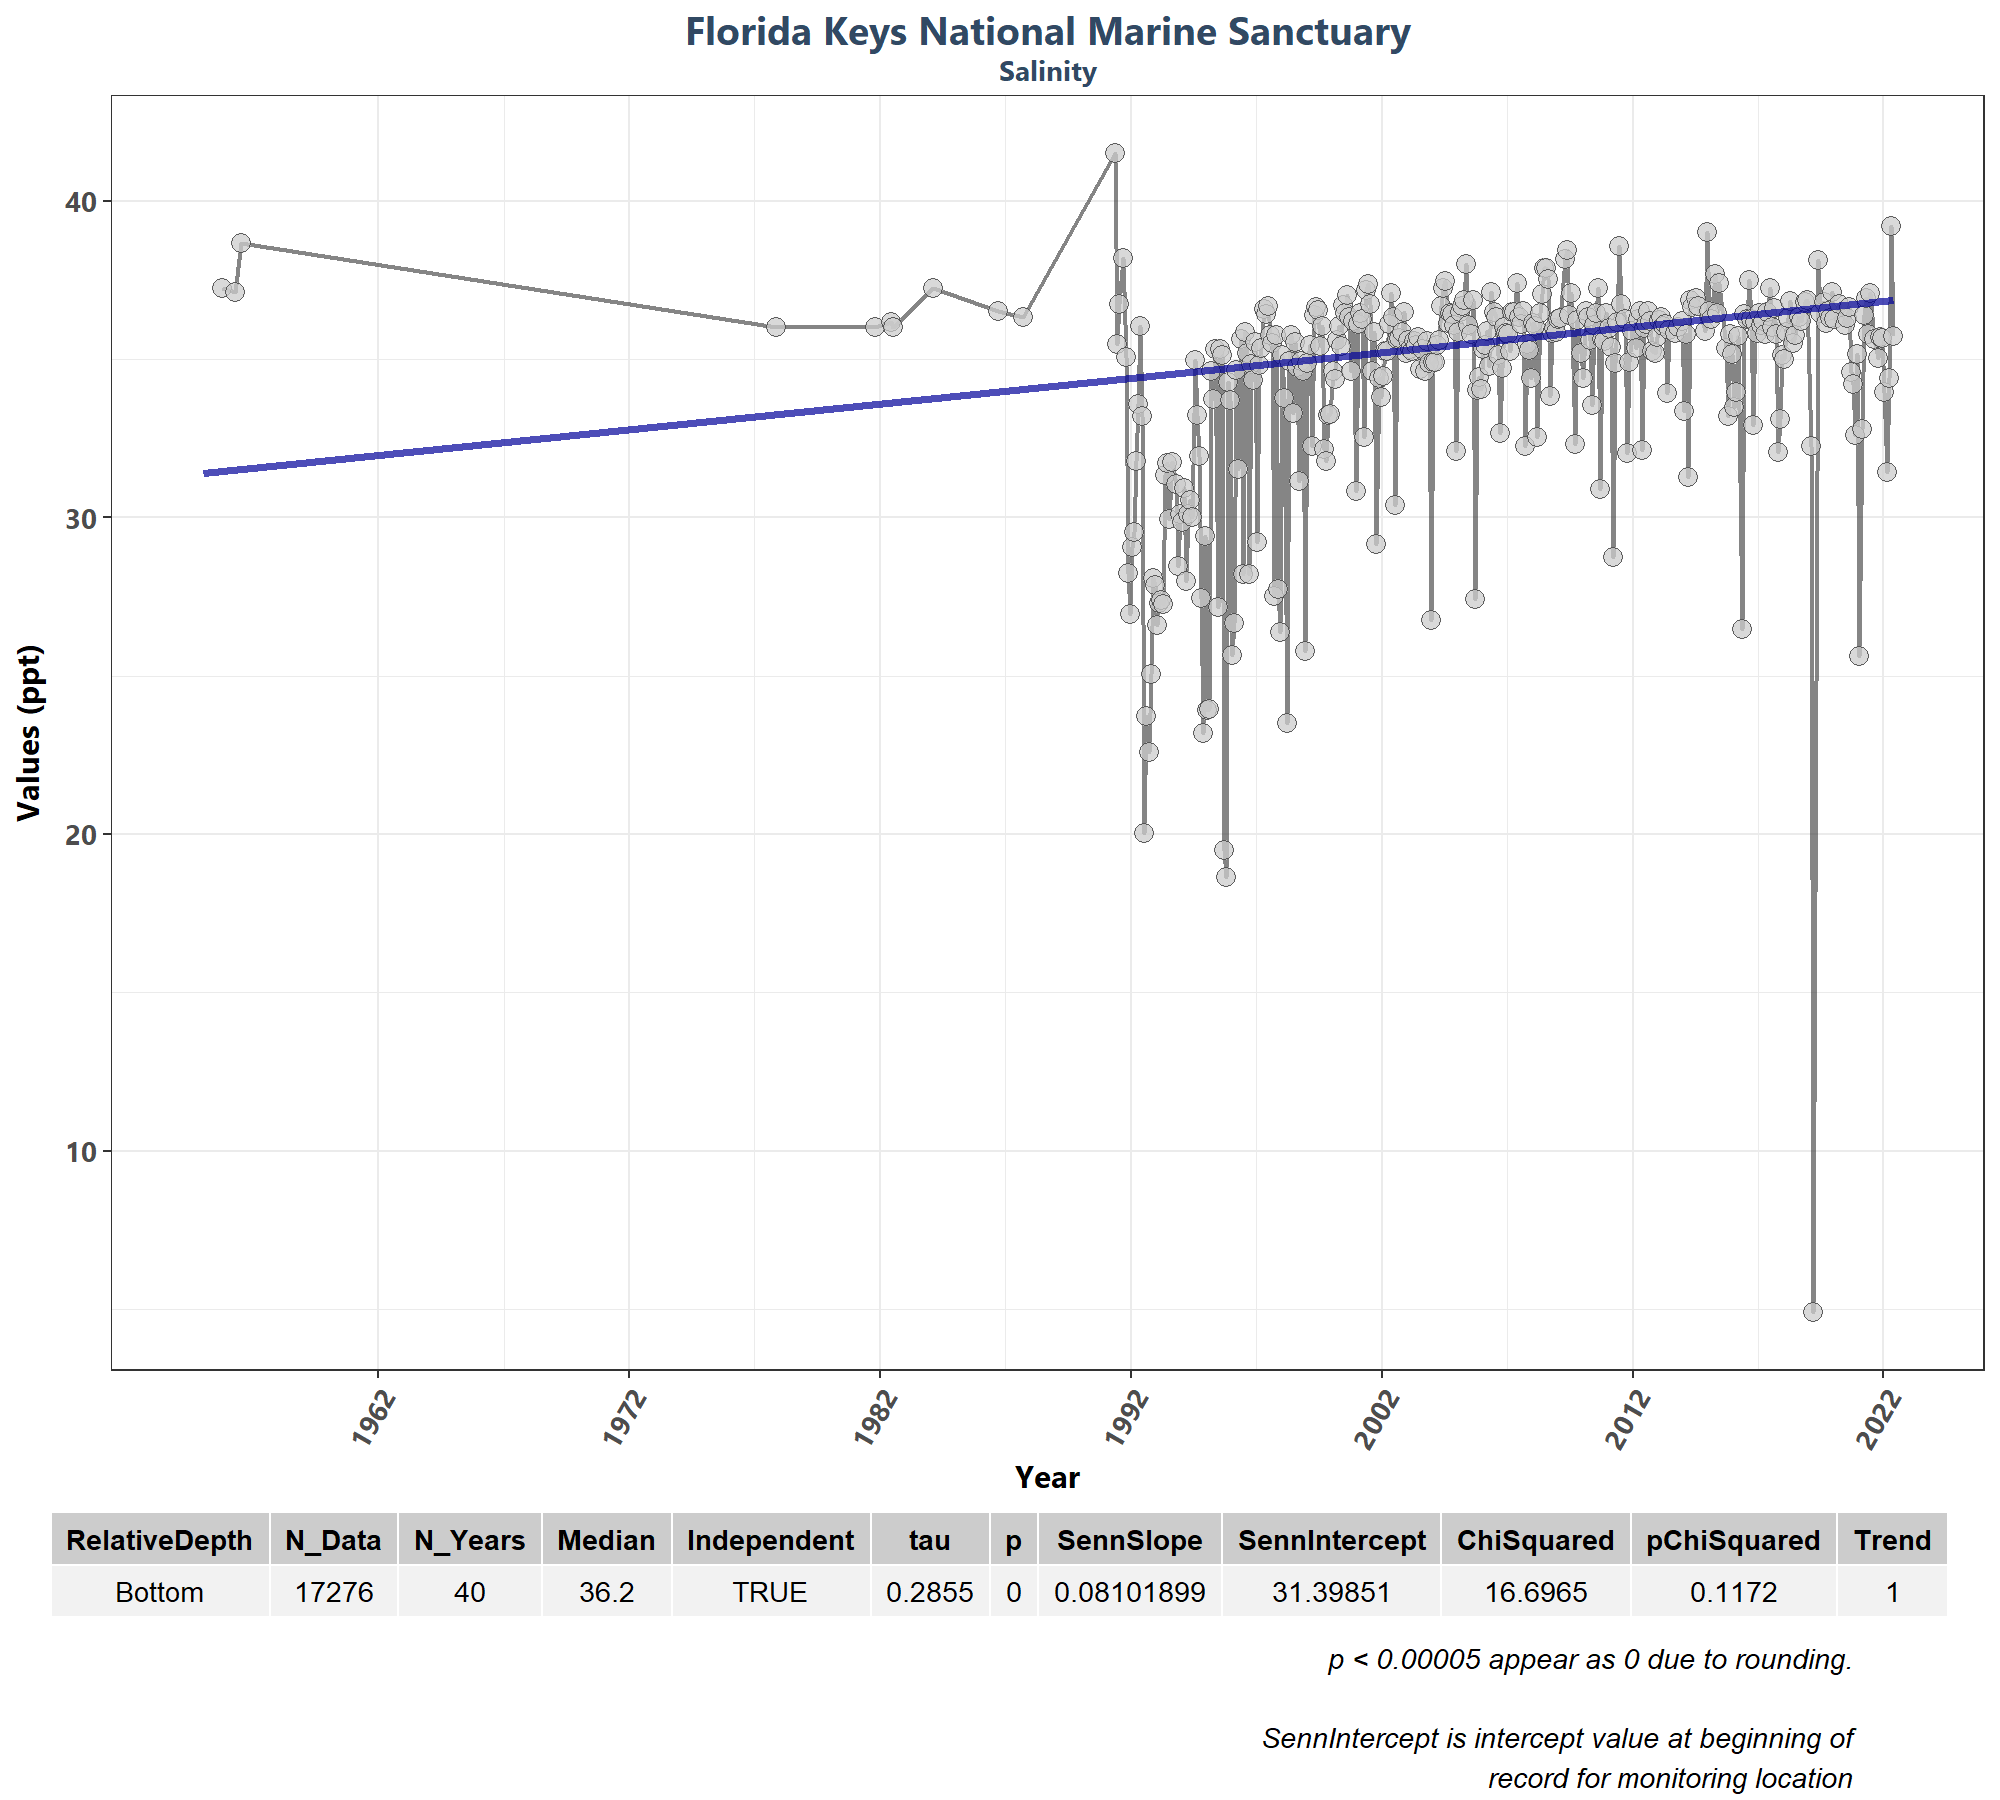 Florida Keys National Marine Sanctuary
Salinity
Values (ppt)
40
30
20
10
1962 1972 1982 1992 2002 2012 2022
Year
RelativeDepth N_Data N_Years Median Independent tau p SennSlope SennIntercept ChiSquared pChiSquared Trend
Bottom 17276 40 36.2 TRUE 0.2855 0 0.08101899 31.39851 16.6965 0.1172 1
p < 0.00005 appear as 0 due to rounding.
SennIntercept is intercept value at beginning of
record for monitoring location